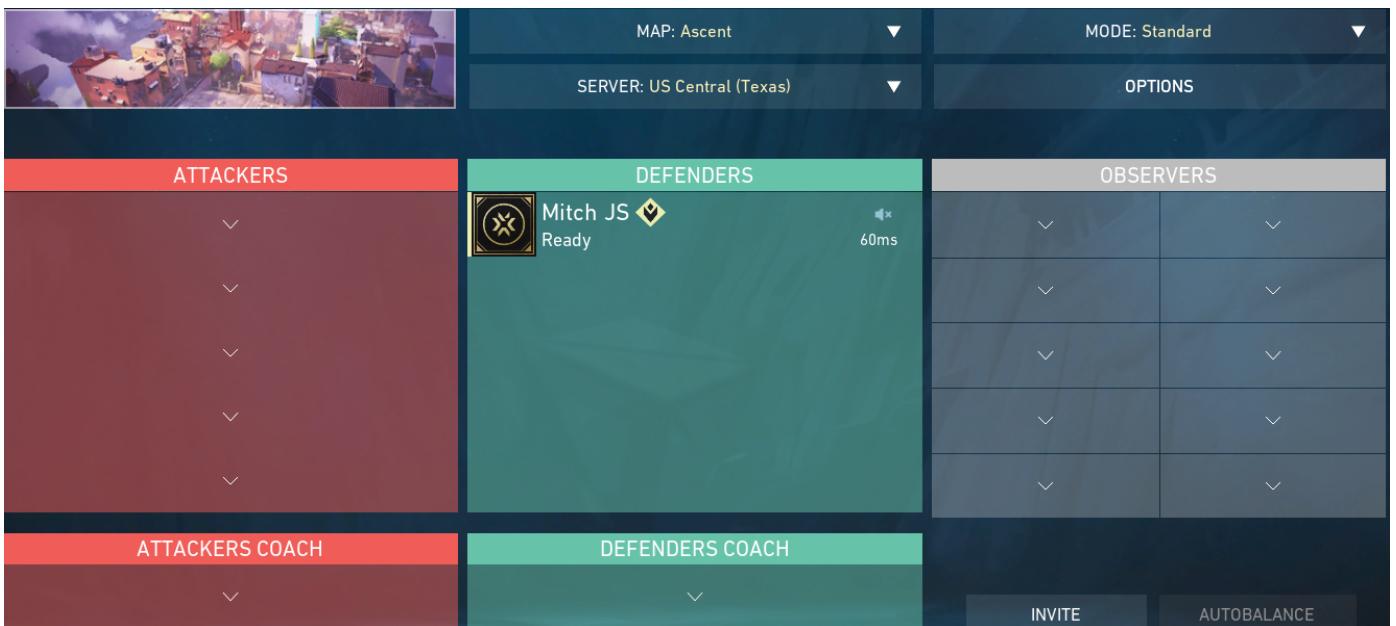 MAP: Ascent
MODE: Standard
SERVER: US Central (Texas)
OPTIONS
ATTACKERS
DEFENDERS
OBSERVERS
Mitch JS
Ready
60ms
ATTACKERS COACH
DEFENDERS COACH
INVITE
AUTOBALANCE